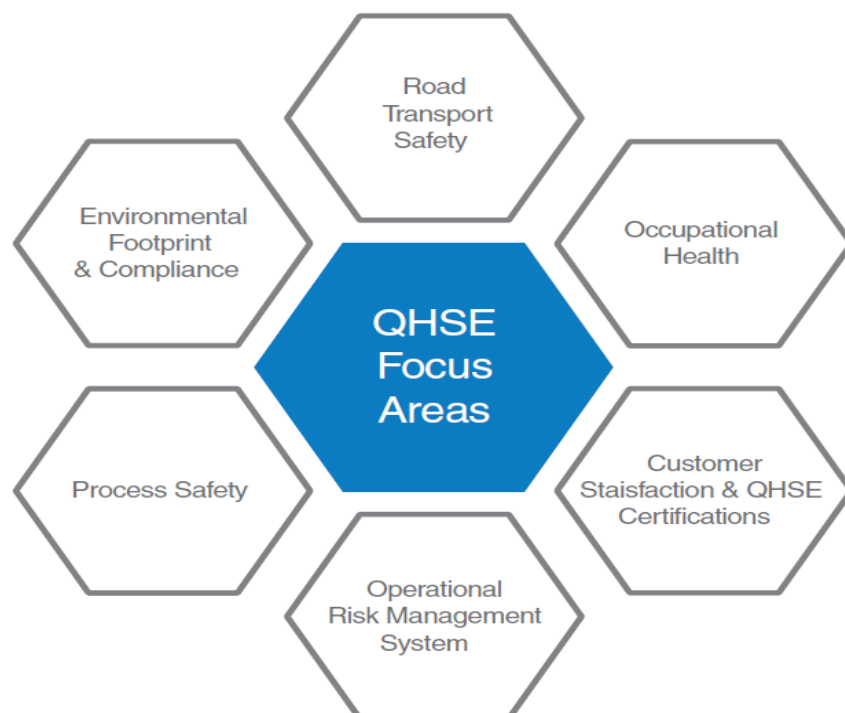 Road
Transport
Safety
Environmental
Footprint
& Compliance
Occupational
Health
QHSE
Focus
Areas
Process Safety
Customer
Staisfaction & QHSE
Certifications
Operational
Risk Management
System